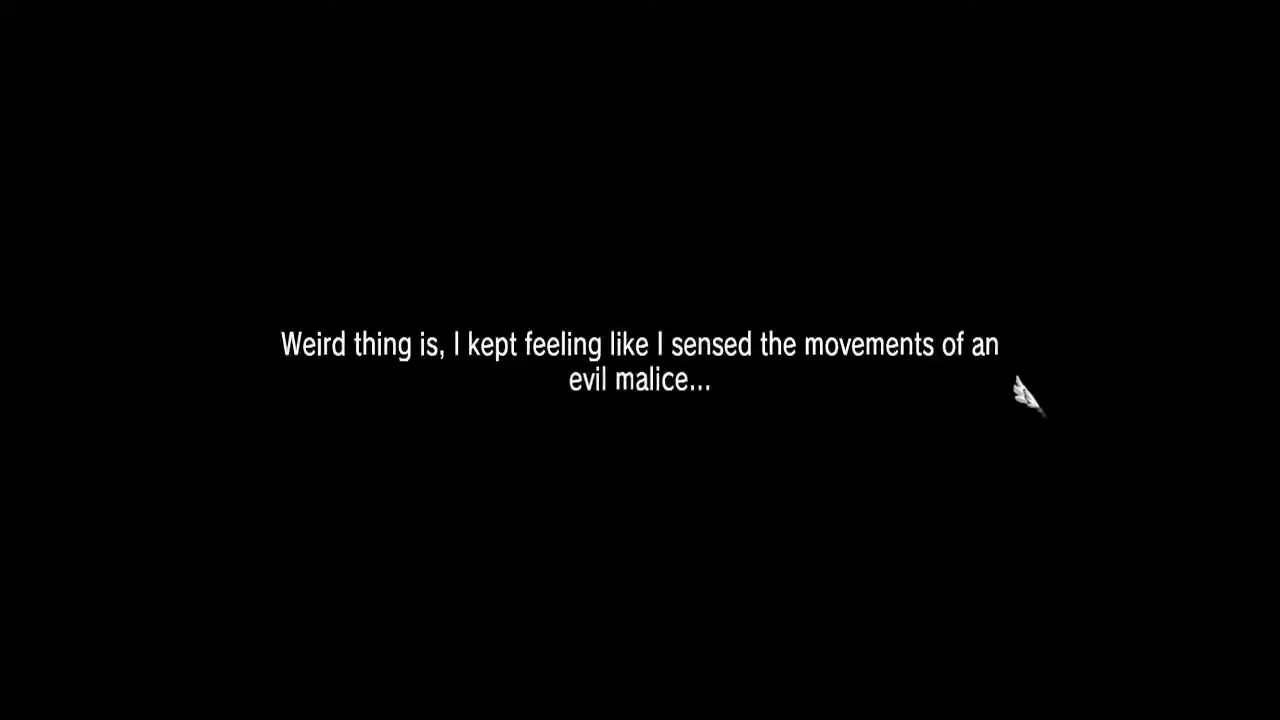 Weird thing is, I kept feeling like I sensed the movements of an
evil malice...